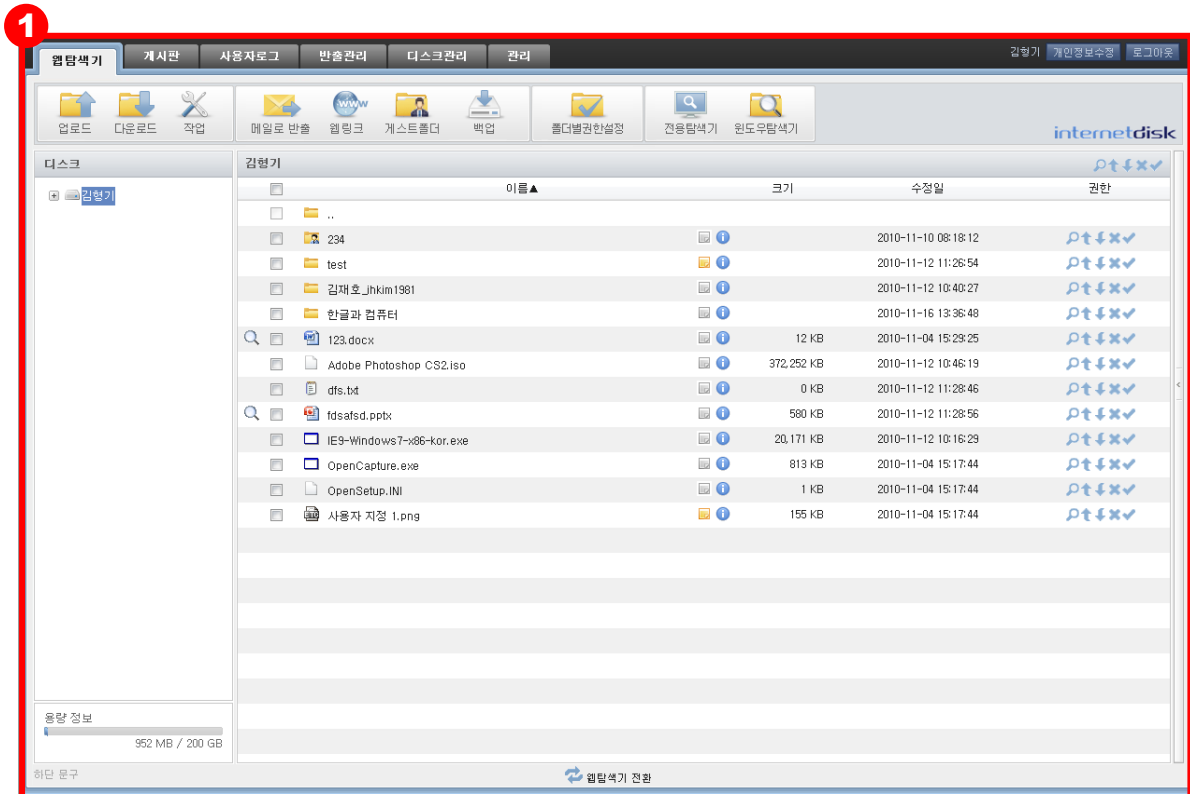 1
웹탐색기 게시판 사용자로그 반출관리 디스크관리 관리 김형기 개인정보수정 로그아웃
업로드 다운로드 작업 메일로 반출 웹링크 게스트폴더 백업 폴더별권한설정 전용탐색기 윈도우탐색기
www
internetdisk
디스크 김형기
김형기
이름▲ 크기 수정일 권한
..
234 2010-11-10 08:18:12
test 2010-11-12 11:26:54
김재호_jhkim1981 2010-11-12 10:40:27
한글과 컴퓨터 2010-11-16 13:36:48
123.docx 12 KB 2010-11-04 15:29:25
Adobe Photoshop CS2.iso 372,252 KB 2010-11-12 10:46:19
dfs.txt 0 KB 2010-11-12 11:28:46
fdsafsd.pptx 580 KB 2010-11-12 11:28:56
IE9-Windows7-x86-kor.exe 20,171 KB 2010-11-12 10:16:29
OpenCapture.exe 813 KB 2010-11-04 15:17:44
OpenSetup.INI 1 KB 2010-11-04 15:17:44
사용자 지정 1.png 155 KB 2010-11-04 15:17:44
용량 정보
952 MB / 200 GB
하단 문구 웹탐색기 전환